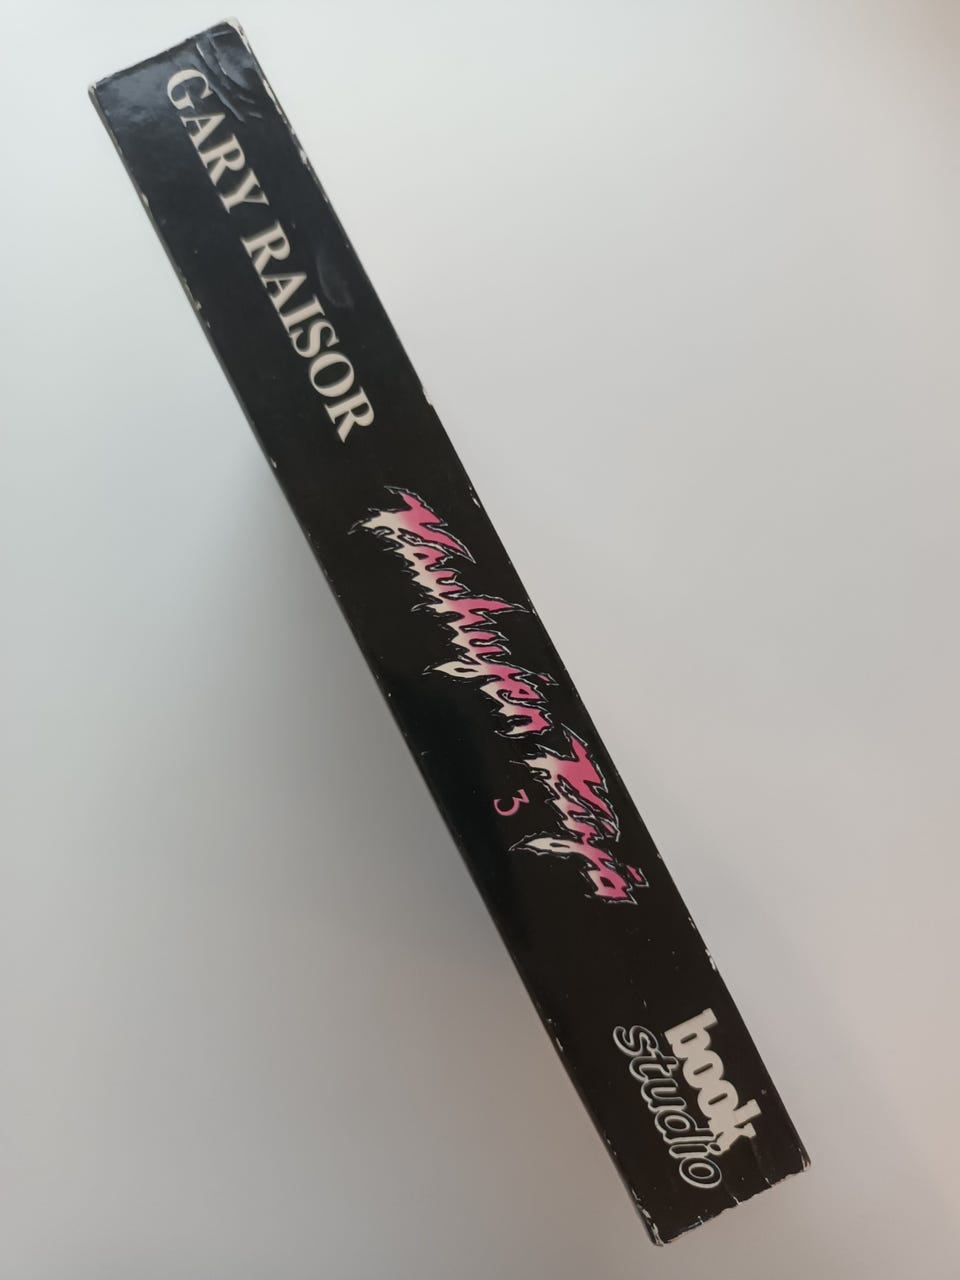 GARY RAISOR
Kauhujen Kirja
3
book
studio